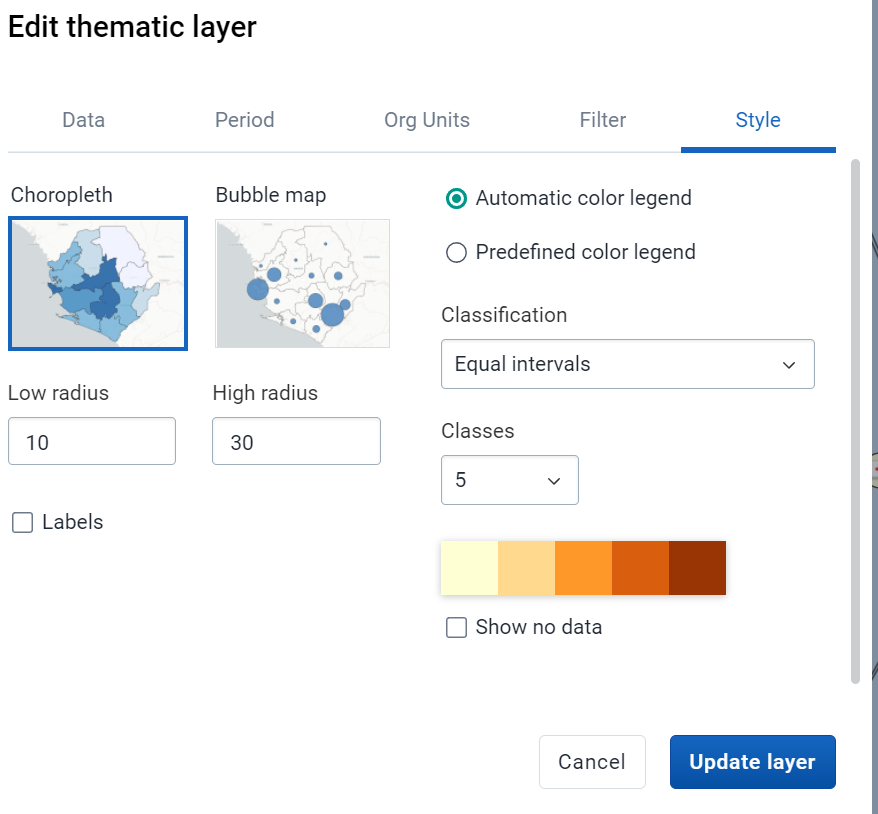 Edit thematic layer
Data Period Org Units Filter Style
Choropleth
Bubble map
Low radius
High radius
10
30
Labels
Automatic color legend
Predefined color legend
Classification
Equal intervals
Classes
5
Show no data
Cancel
Update layer